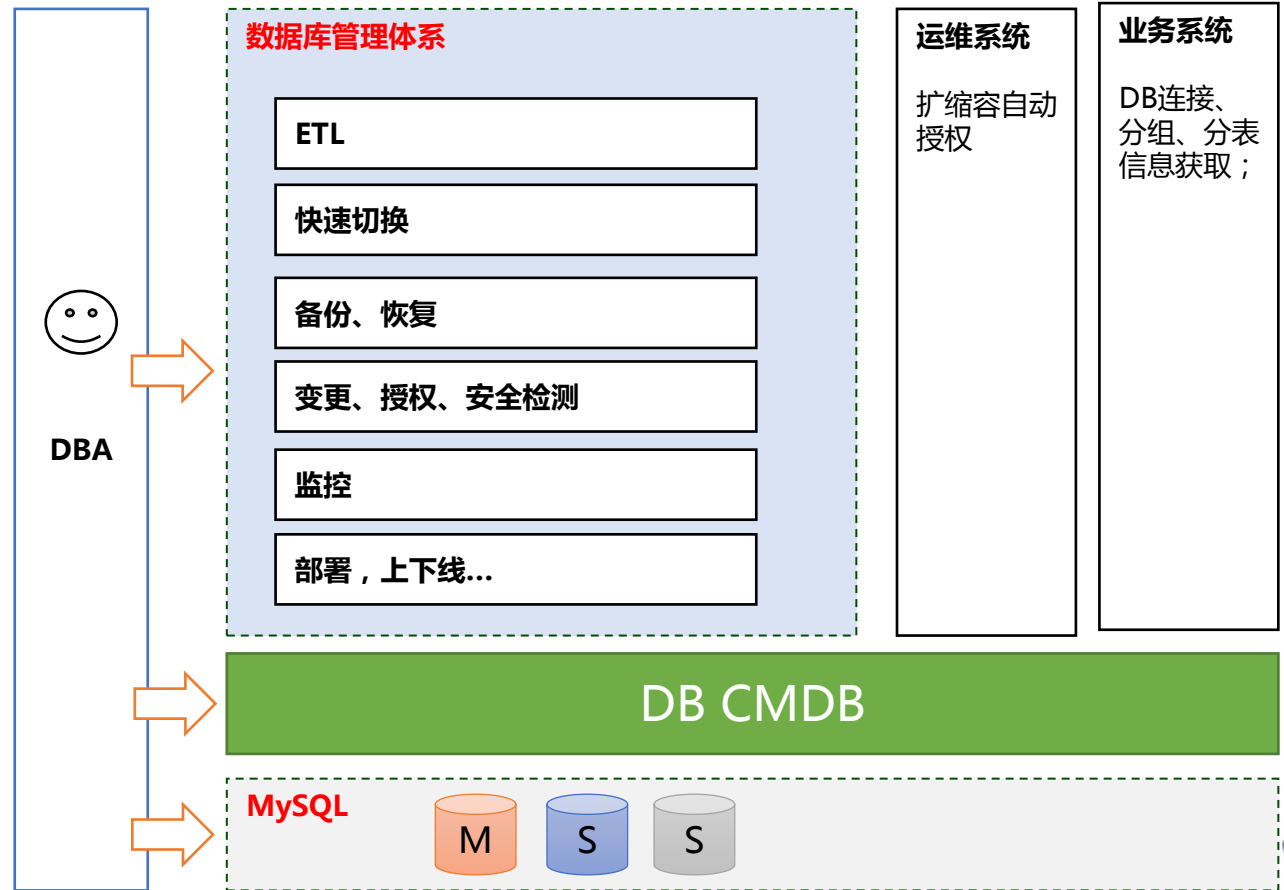 DBA
数据库管理体系
ETL
快速切换
备份、恢复
变更、授权、安全检测
监控
部署，上下线...
运维系统
扩缩容自动
授权
业务系统
DB连接、
分组、分表
信息获取；
DB CMDB
MySQL
M
S
S